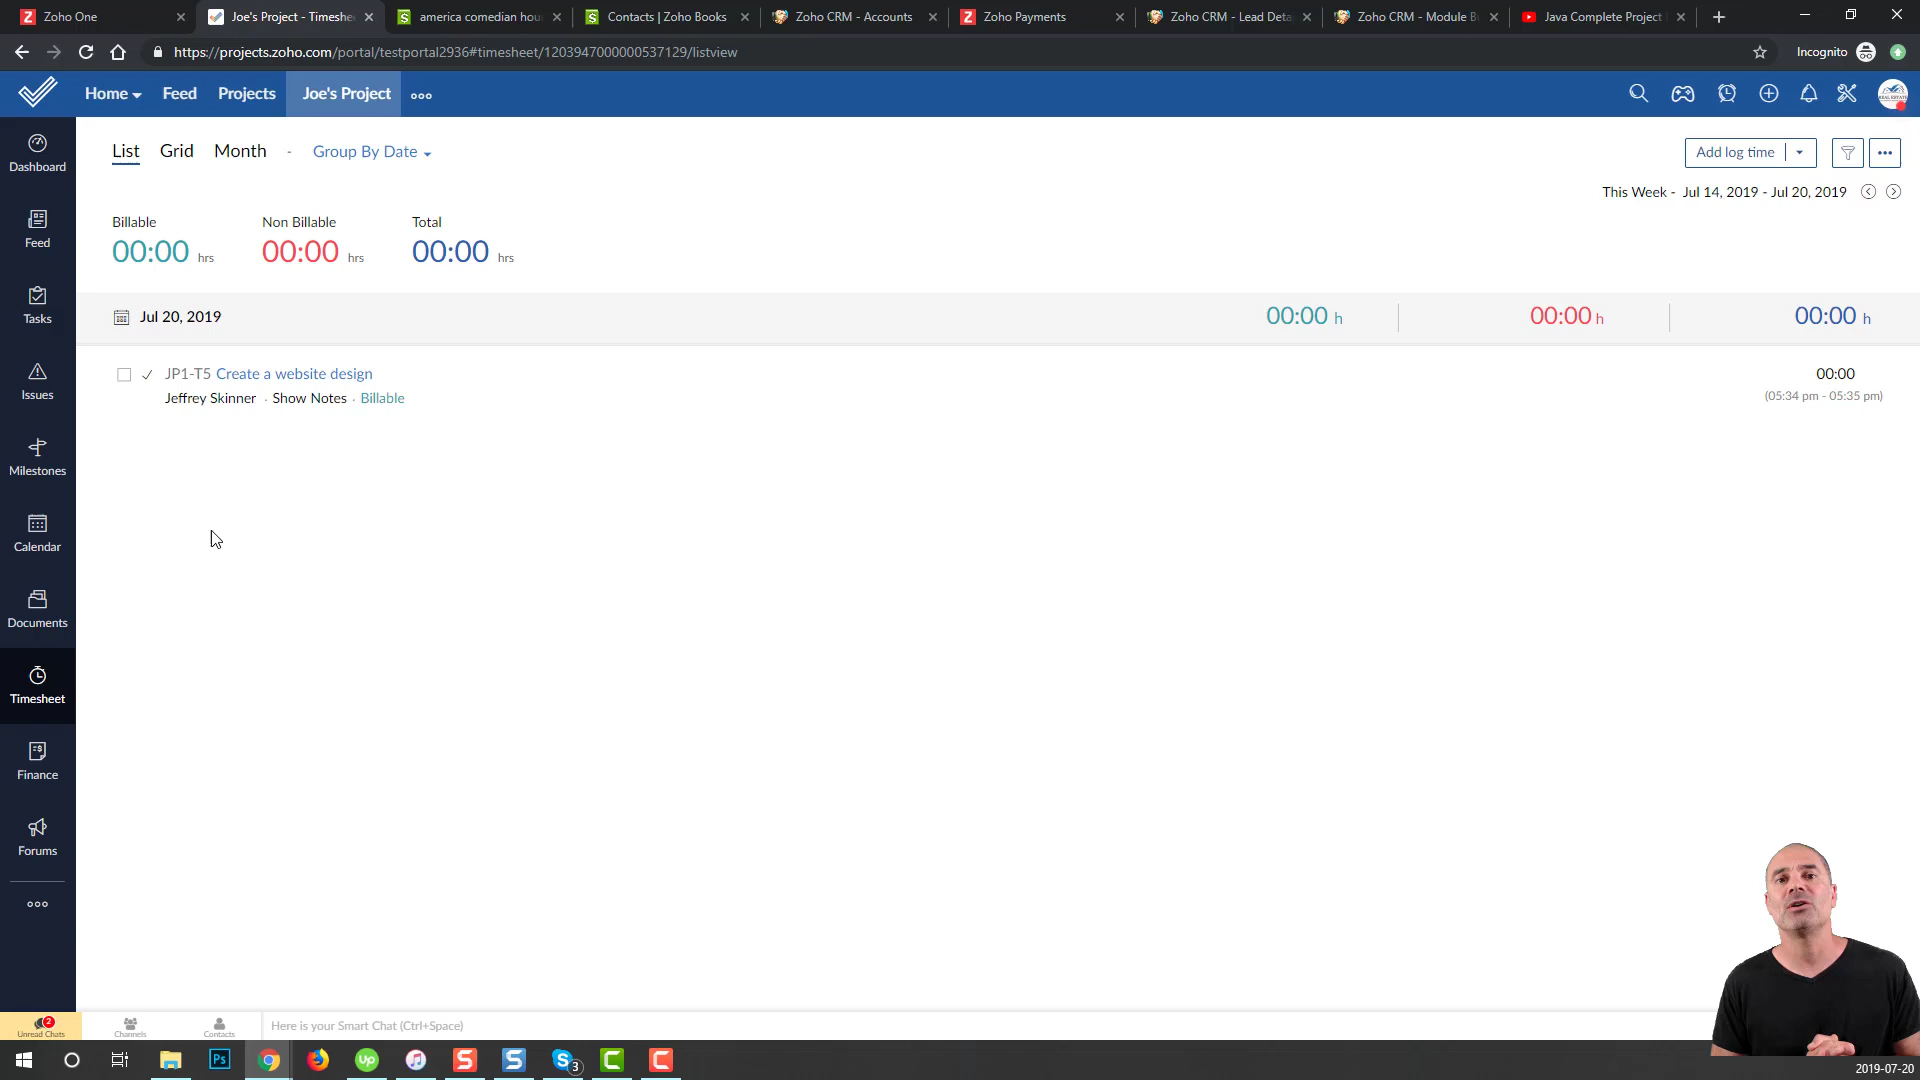 Zoho One
Joe's Project - Timeshe
america comedian hou
Contacts | Zoho Books
Zoho CRM - Accounts
Zoho Payments
Zoho CRM - Lead Deta
Zoho CRM - Module B
Java Complete Project
https://projects.zoho.com/portal/testportal2936#timesheet/1203947000000537129/listview
Incognito
Home
Feed
Projects
Joe's Project
Dashboard
Feed
Tasks
Issues
Milestones
Calendar
Documents
Timesheet
Finance
Forums
List
Grid
Month
-
Group By Date
Add log time
This Week - Jul 14, 2019 - Jul 20, 2019
Billable
Non Billable
Total
00:00 hrs
00:00 hrs
00:00 hrs
Jul 20, 2019
00:00 h
00:00 h
00:00 h
JP1-T5 Create a website design
00:00
Jeffrey Skinner · Show Notes · Billable
(05:34 pm - 05:35 pm)
2
Unread Chats
Channels
Contacts
Here is your Smart Chat (Ctrl+Space)
Ps
up
3
2019-07-20